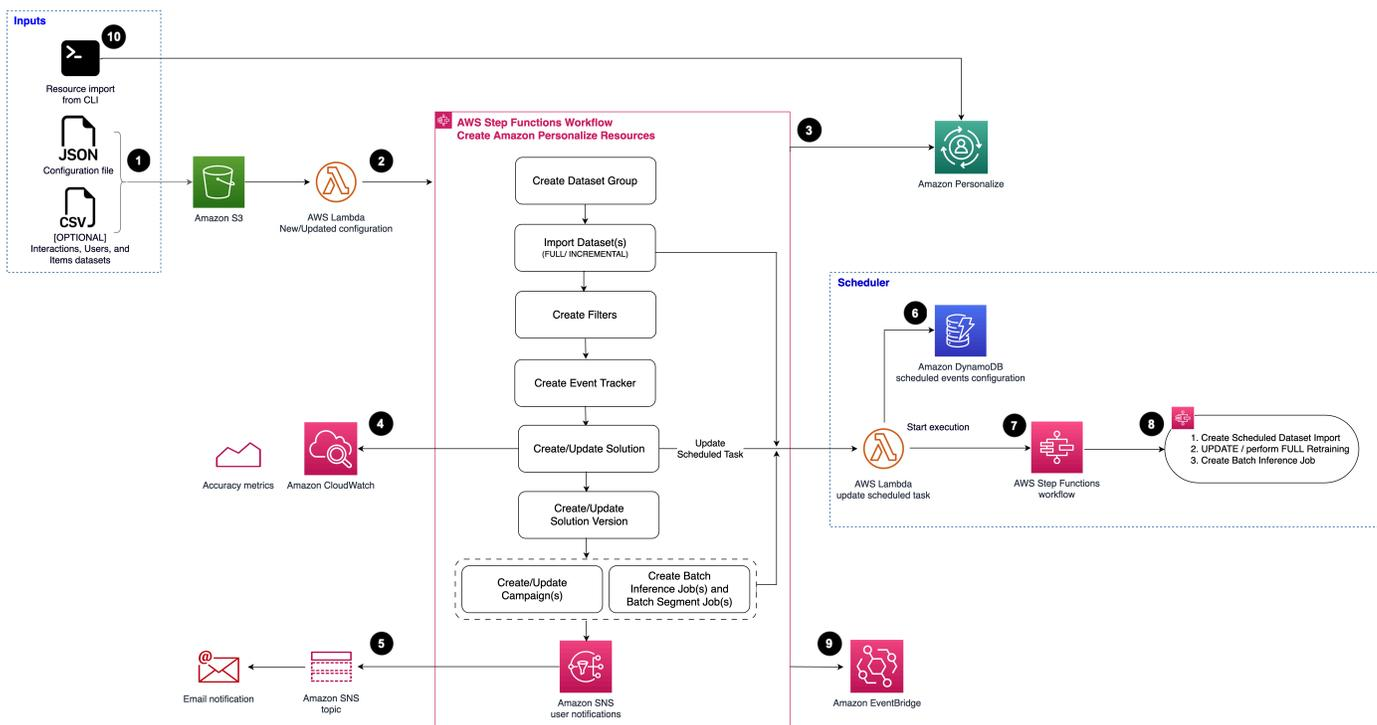 Inputs
10
>_
Resource import
from CLI
JSON
Configuration file
1
CSV
[OPTIONAL]
Interactions, Users, and
Items datasets
Amazon S3
AWS Lambda
New/Updated configuration
2
AWS Step Functions Workflow
Create Amazon Personalize Resources
Create Dataset Group
Import Dataset(s)
(FULL/ INCREMENTAL)
Create Filters
Create Event Tracker
Create/Update Solution
Create/Update
Solution Version
Create/Update
Campaign(s)
Create Batch
Inference Job(s) and
Batch Segment Job(s)
Amazon SNS
user notifications
3
Amazon Personalize
4
Amazon CloudWatch
Accuracy metrics
5
Amazon SNS
topic
@
Email notification
Update
Scheduled Task
Scheduler
6
Amazon DynamoDB
scheduled events configuration
AWS Lambda
update scheduled task
Start execution
7
AWS Step Functions
workflow
8
1. Create Scheduled Dataset Import
2. UPDATE / perform FULL Retraining
3. Create Batch Inference Job
9
Amazon EventBridge